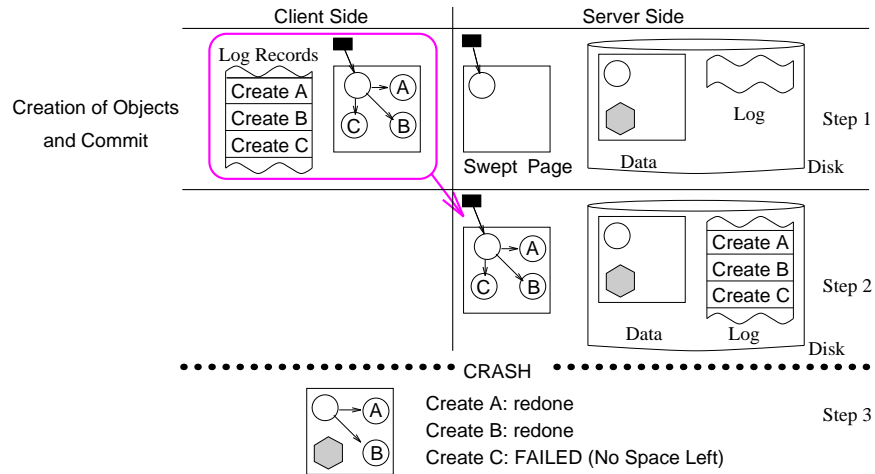 Client Side
Server Side
Creation of Objects
and Commit
Log Records
Create A
Create B
Create C
A
C
B
Swept Page
Data
Log
Disk
Step 1
A
C
B
Create A
Create B
Create C
Data
Log
Disk
Step 2
CRASH
A
B
Create A: redone
Create B: redone
Create C: FAILED (No Space Left)
Step 3